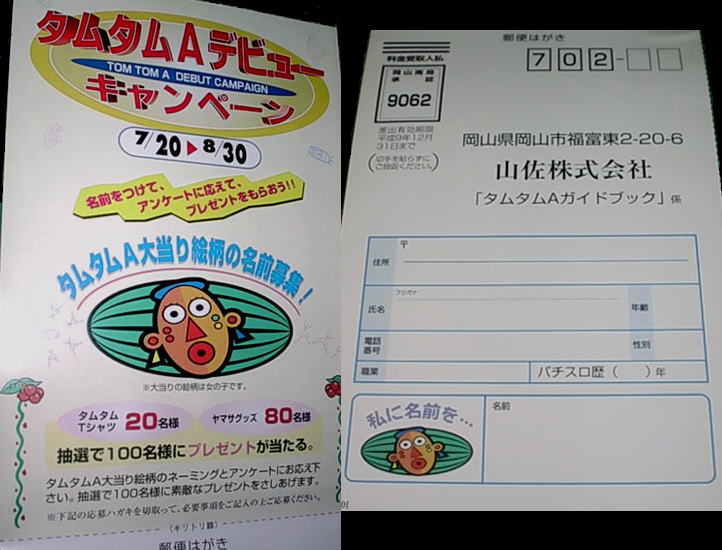 タムタムAデビュー
TOM TOM A DEBUT CAMPAIGN
キャンペーン
7/20▶8/30
名前をつけて、
アンケートに応えて、
プレゼントをもらおう!!
タムタムA大当り絵柄の名前募集！
※大当りの絵柄は女の子です。
タムタム
Tシャツ 20名様
ヤマサグッズ 80名様
抽選で100名様にプレゼントが当たる。
タムタムA大当り絵柄のネーミングとアンケートにお応え下
さい。抽選で100名様に素敵なプレゼントをさしあげます。
※下記の応募ハガキを切取って、必要事項をご記入の上ご応募ください。
(キリトリ線)
郵便はがき
郵便はがき
料金受取人払
702-
岡山南局
承認
9062
差出有効期限
平成9年12月
31日まで
(切手を貼らずに
ご投函ください。)
岡山県岡山市福富東2-20-6
山佐株式会社
「タムタムAガイドブック」係
〒
住所
フリガナ
氏名
年齢
電話
番号
性別
職業
パチスロ歴（　）年
私に名前を…
名前
01